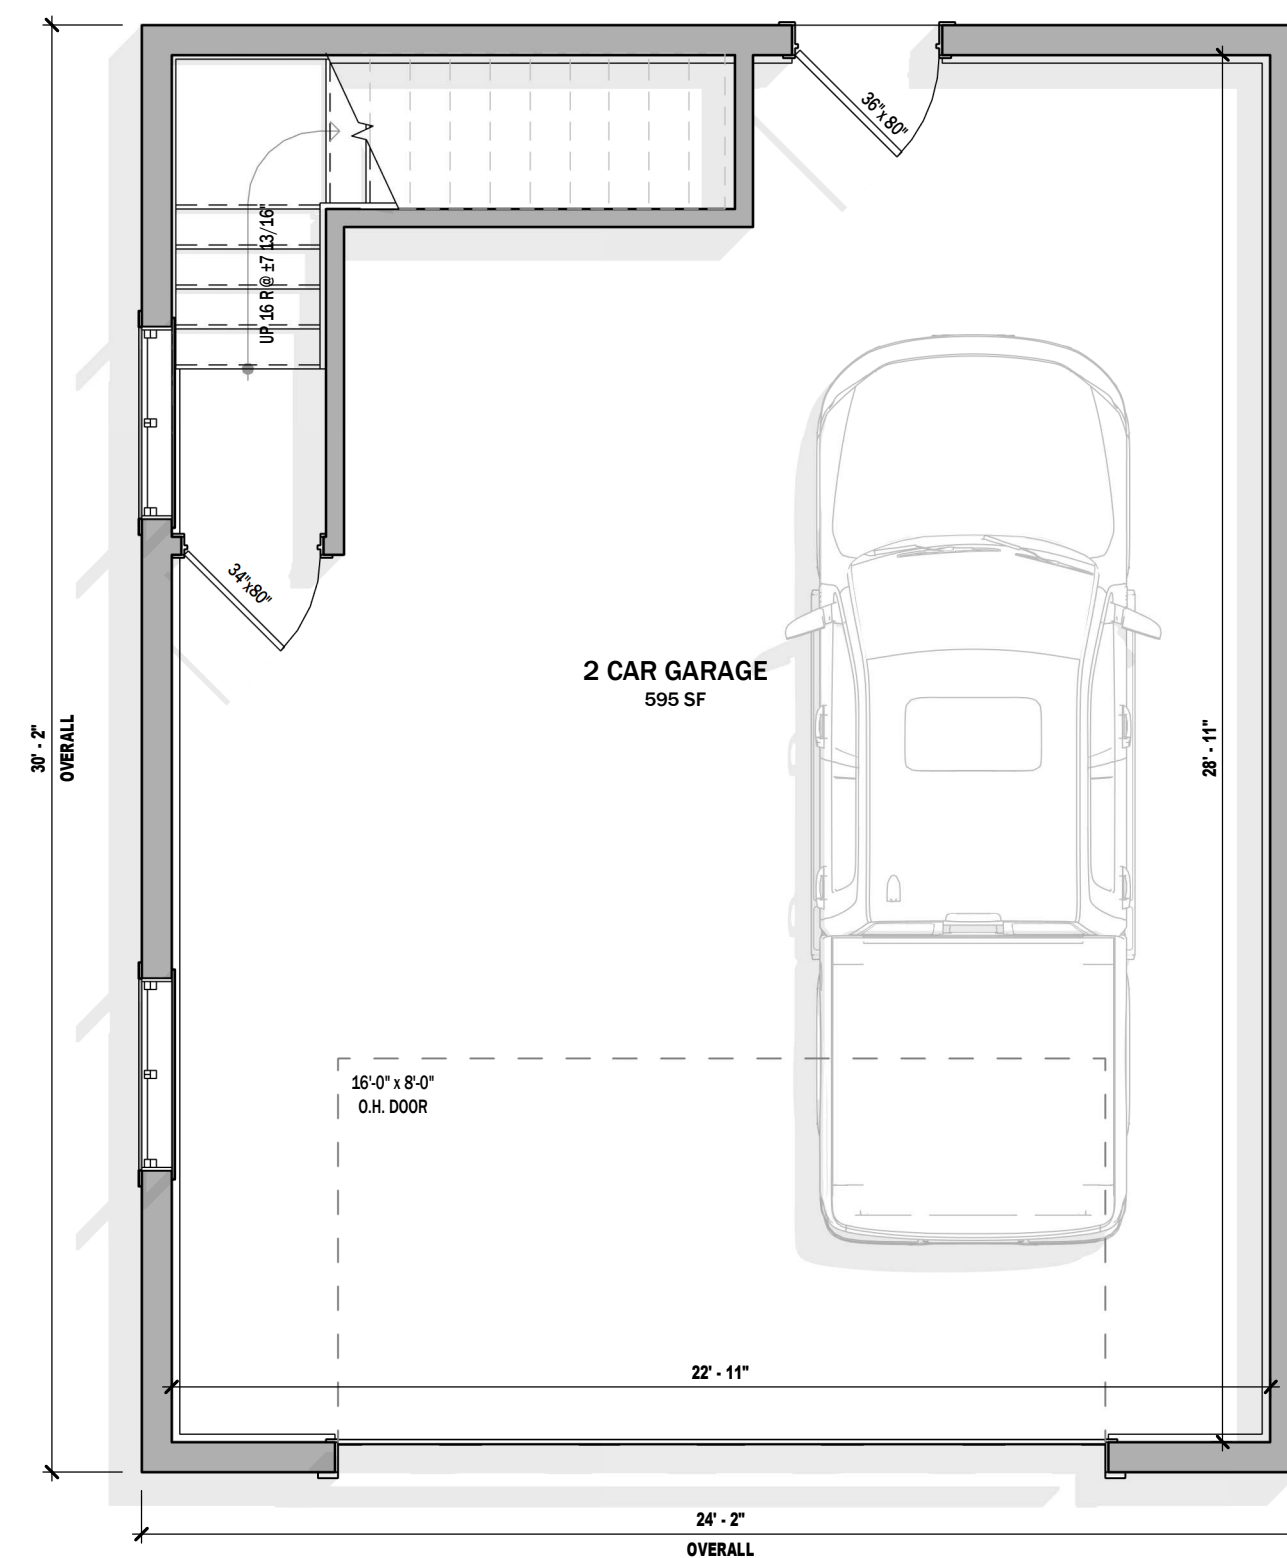 36"x 80"
UP 16 R @ ±7 13/16"
34"x80"
2 CAR GARAGE
595 SF
30' - 2"
OVERALL
28' - 11"
16'-0" x 8'-0"
O.H. DOOR
22' - 11"
24' - 2"
OVERALL